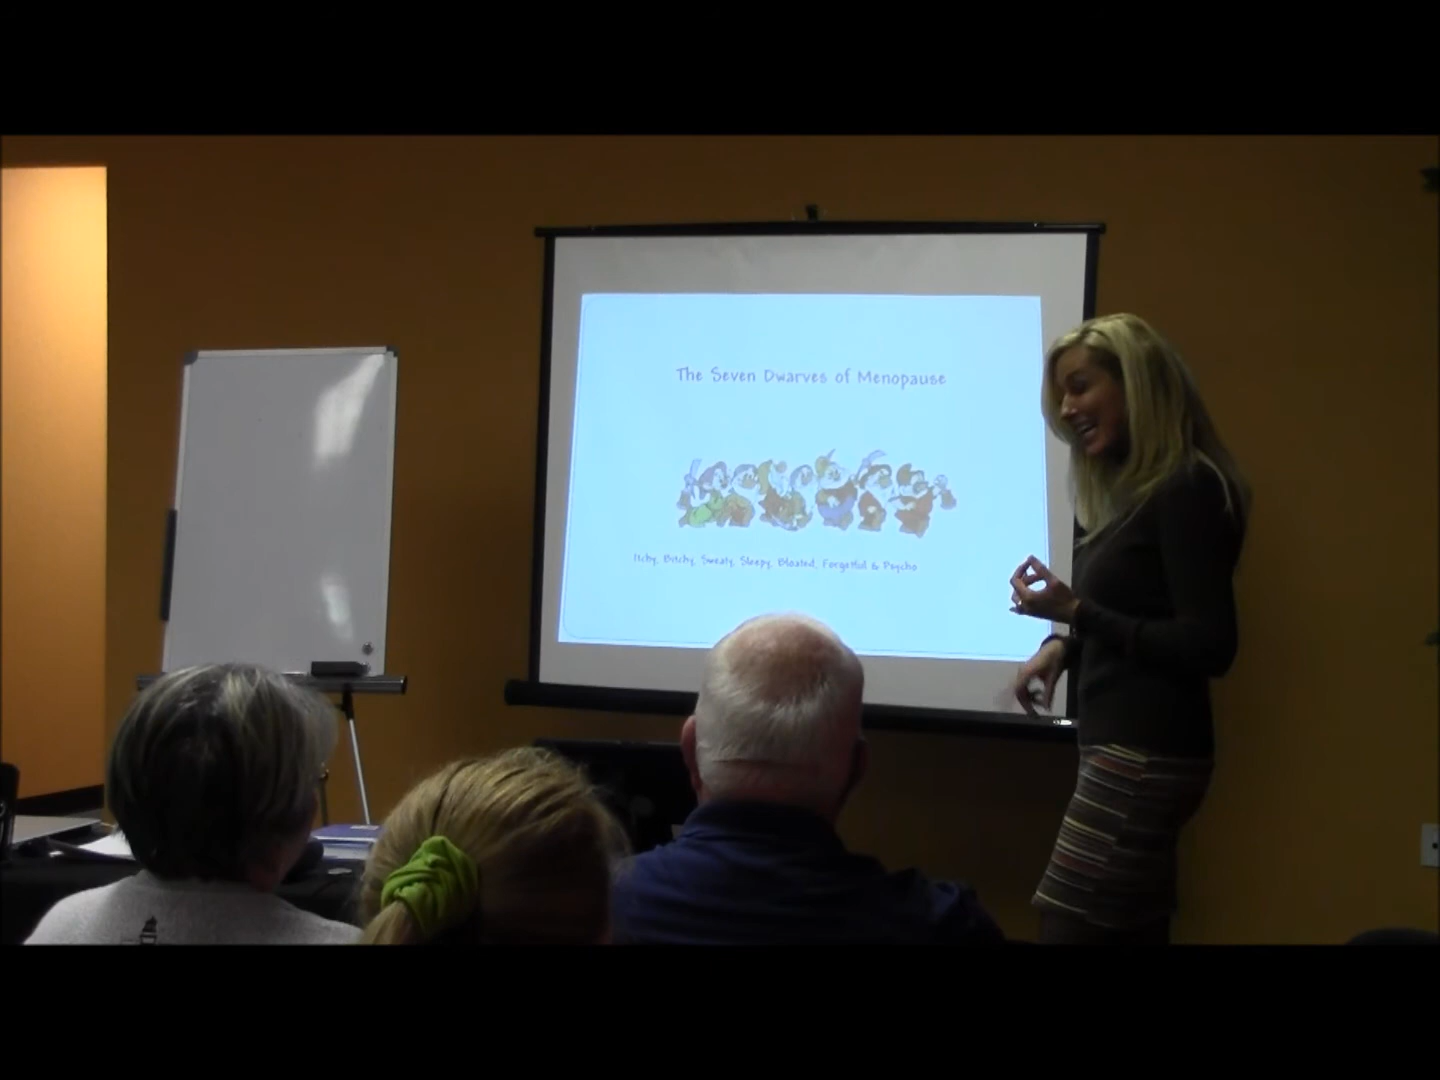 The Seven Dwarves of Menopause
Itchy, Bitchy, Sweaty, Sleepy, Bloated, Forgetful & Psycho